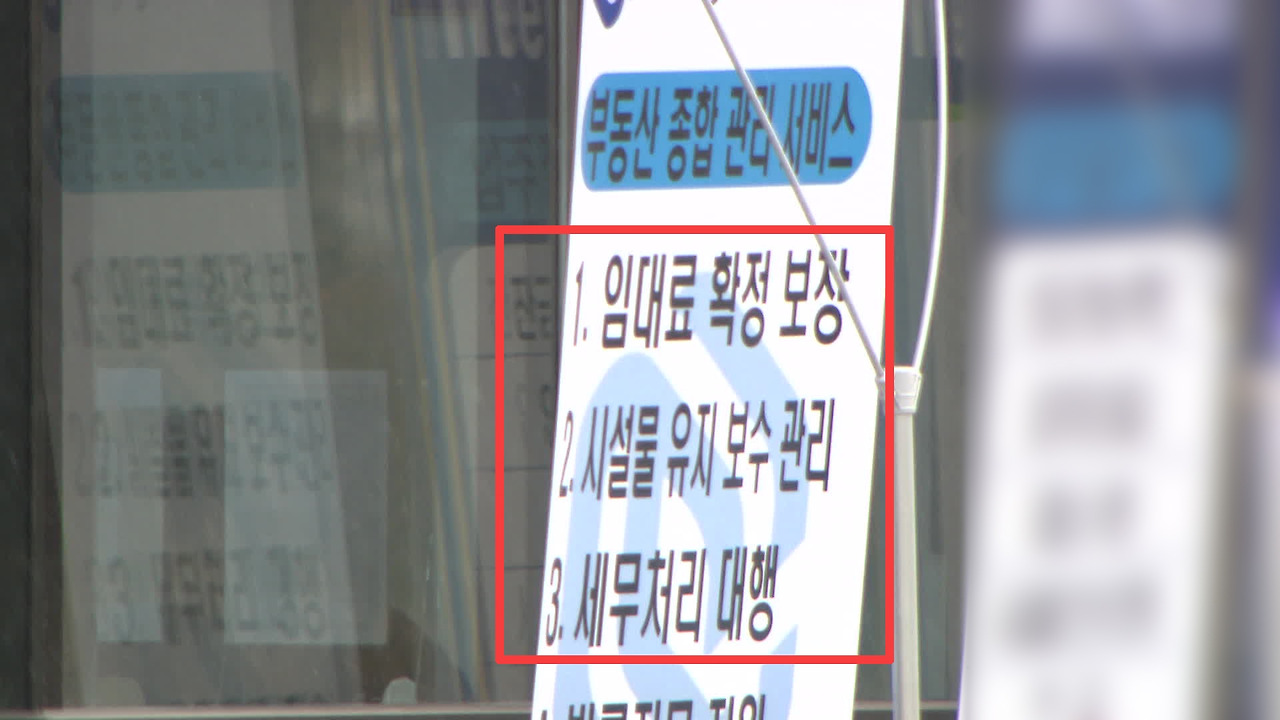 부동산 종합 관리 서비스
1. 임대료 확정 보장
2. 시설물 유지 보수 관리
3. 세무처리 대행